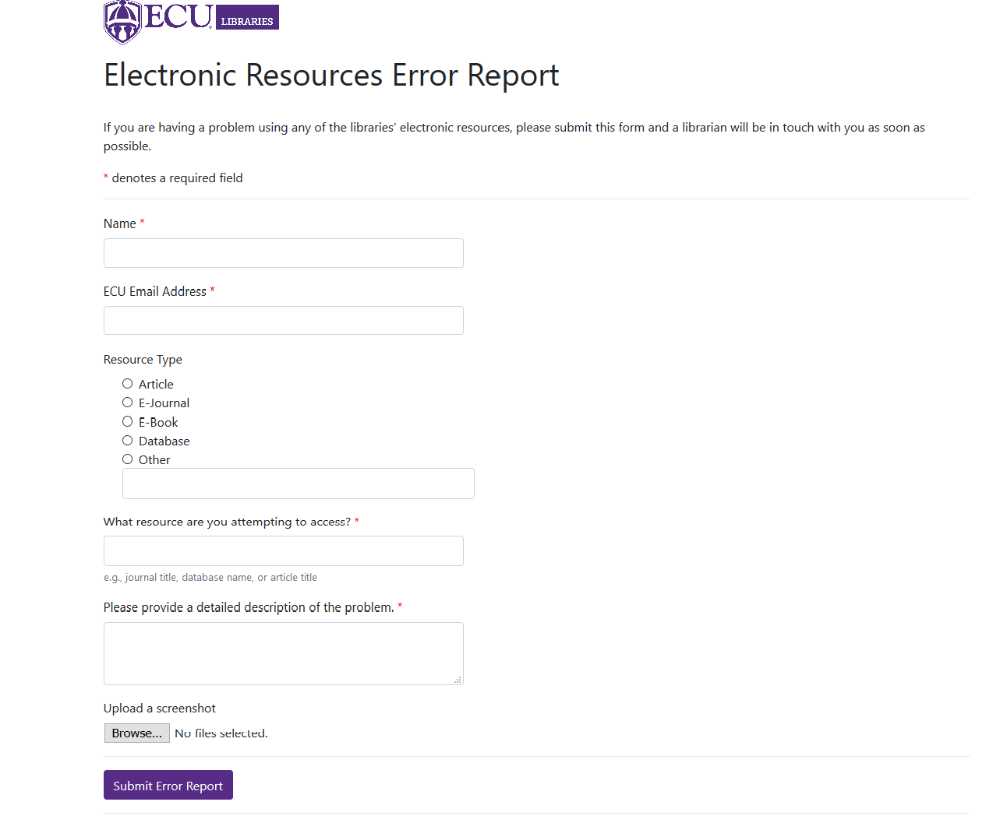 ECU LIBRARIES
Electronic Resources Error Report
If you are having a problem using any of the libraries' electronic resources, please submit this form and a librarian will be in touch with you as soon as
possible.
* denotes a required field
Name *
ECU Email Address *
Resource Type
Article
E-Journal
E-Book
Database
Other
What resource are you attempting to access? *
e.g., journal title, database name, or article title
Please provide a detailed description of the problem. *
Upload a screenshot
Browse... No files selected.
Submit Error Report